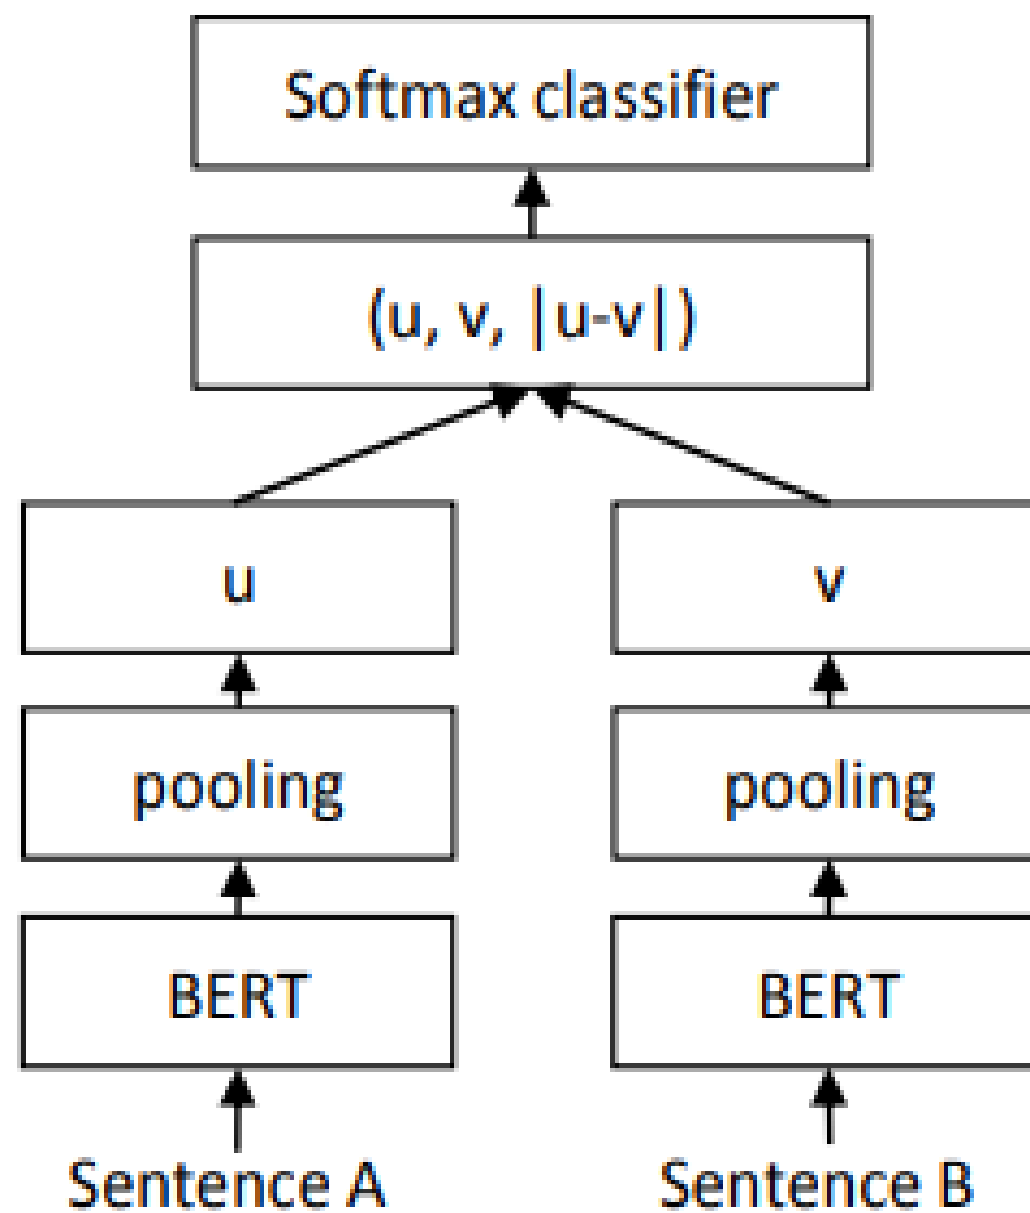 Softmax classifier
(u, v, |u-v|)
u
v
pooling
pooling
BERT
BERT
Sentence A
Sentence B